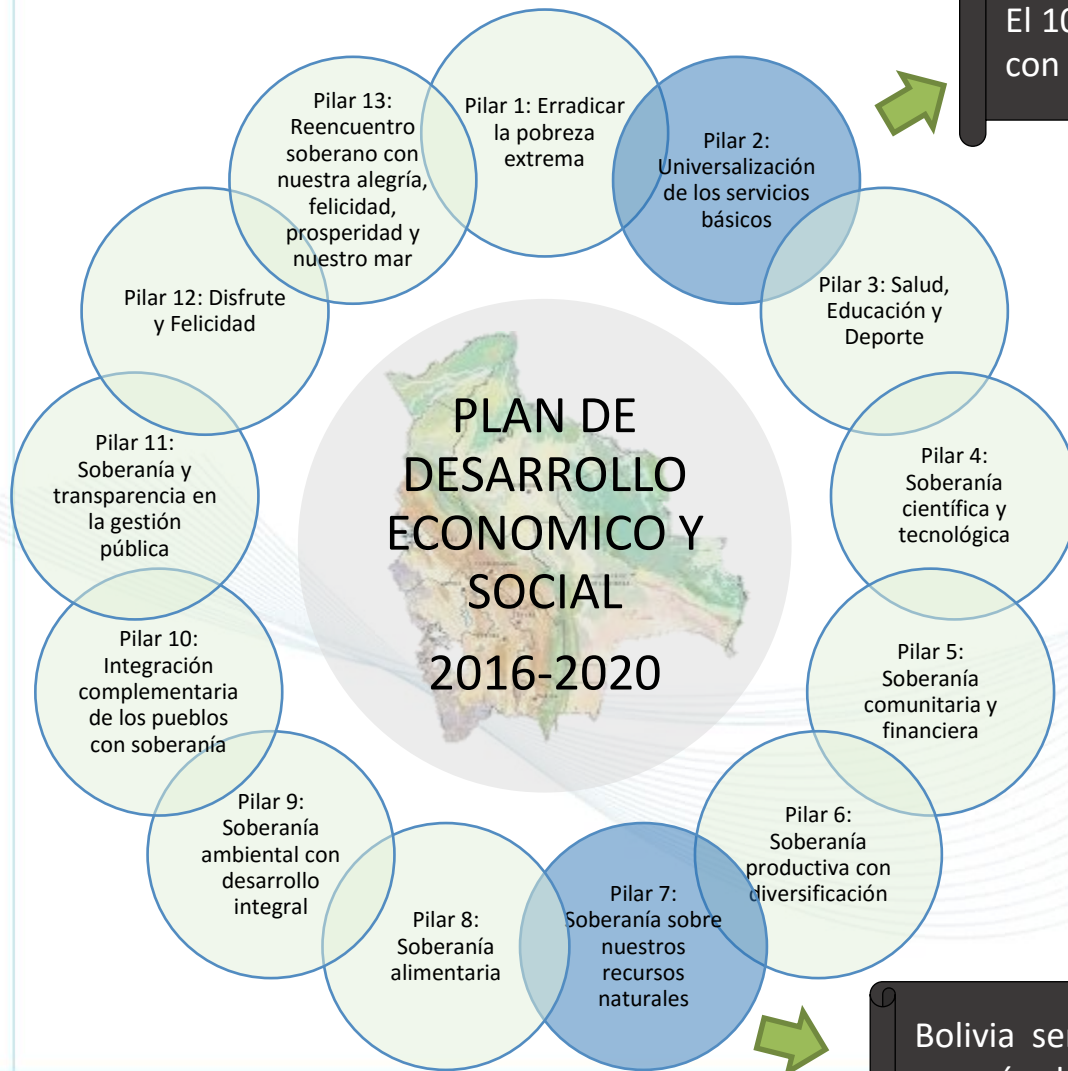 El 10
con
Pilar 1: Erradicar
la pobreza
extrema
Pilar 2:
Universalización
de los servicios
básicos
Pilar 3: Salud,
Educación y
Deporte
Pilar 4:
Soberanía
científica y
tecnológica
Pilar 5:
Soberanía
comunitaria y
financiera
Pilar 6:
Soberanía
productiva con
diversificación
Pilar 7:
Soberanía sobre
nuestros
recursos
naturales
Pilar 8:
Soberanía
alimentaria
Pilar 9:
Soberanía
ambiental con
desarrollo
integral
Pilar 10:
Integración
complementaria
de los pueblos
con soberanía
Pilar 11:
Soberanía y
transparencia en
la gestión
pública
Pilar 12: Disfrute
y Felicidad
Pilar 13:
Reencuentro
soberano con
nuestra alegría,
felicidad,
prosperidad y
nuestro mar
PLAN DE
DESARROLLO
ECONOMICO Y
SOCIAL
2016-2020
Bolivia